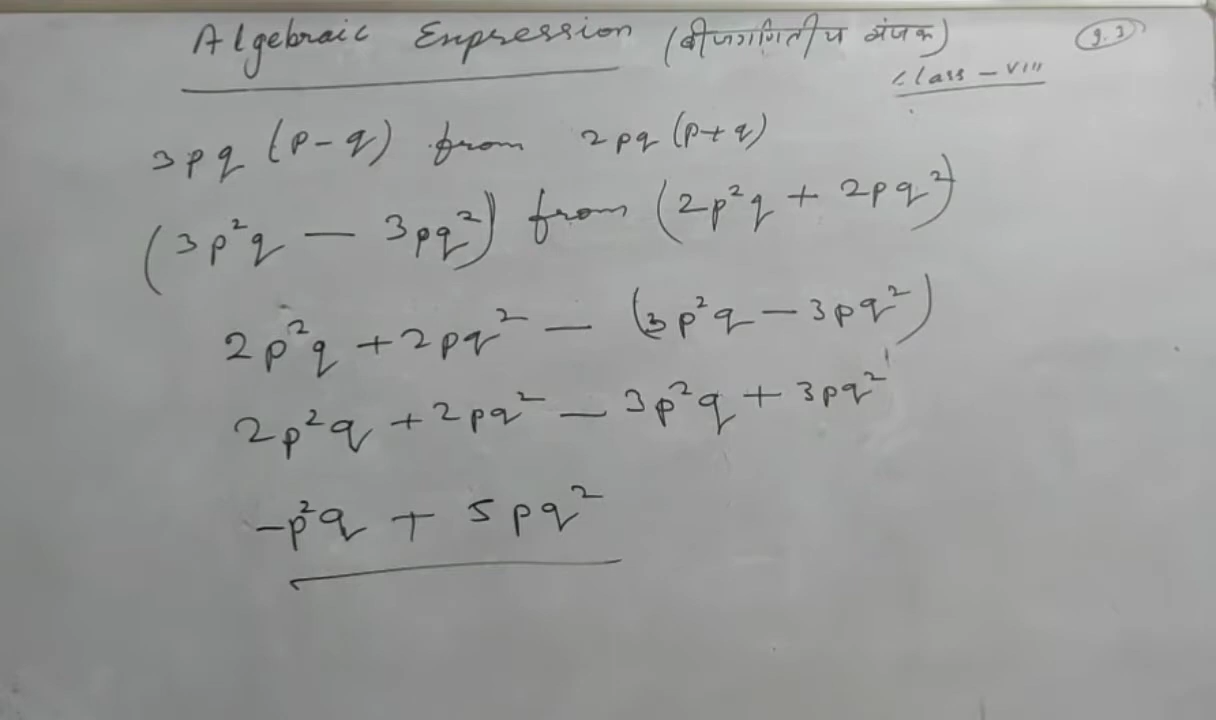 Algebraic Expression (बीजगणितीय व्यंजक) 9.3
Class - VIII
3pq (p-q) from 2pq (p+q)
(3p²q - 3pq²) from (2p²q + 2pq²)
2p²q + 2pq² - (3p²q - 3pq²)
2p²q + 2pq² - 3p²q + 3pq²
-p²q + 5pq²